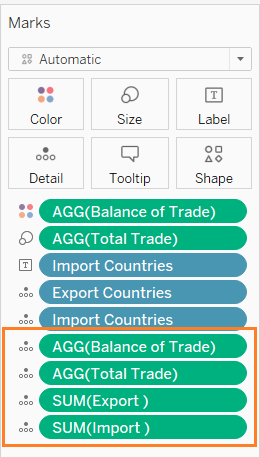 Marks
Automatic
Color Size Label
T
Detail Tooltip Shape
AGG(Balance of Trade)
AGG(Total Trade)
T Import Countries
Export Countries
Import Countries
AGG(Balance of Trade)
AGG(Total Trade)
SUM(Export )
SUM(Import )